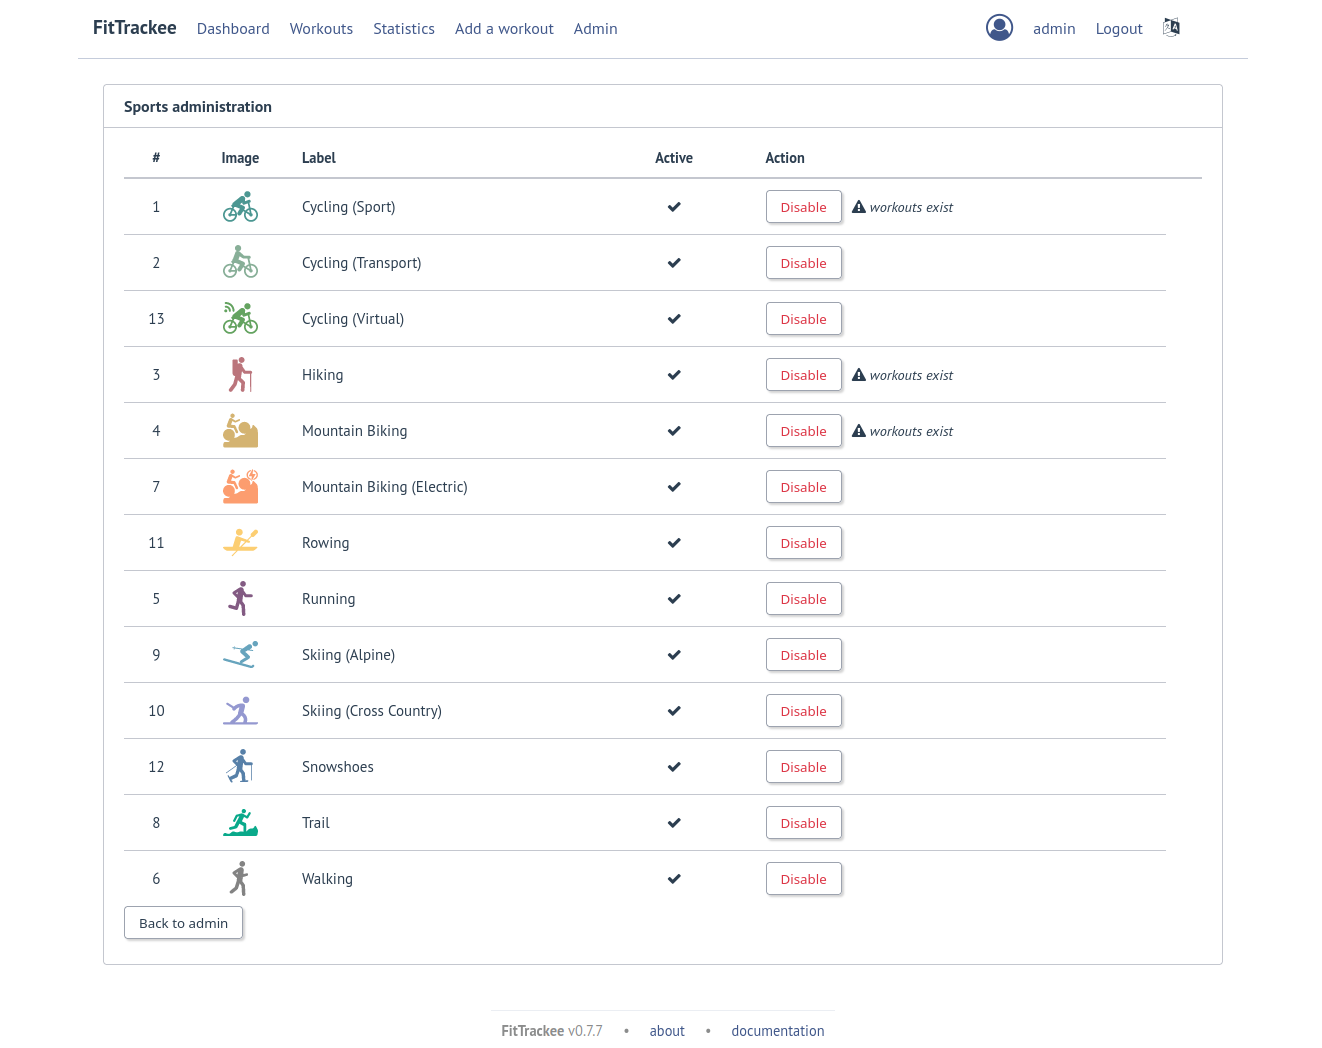 FitTrackee Dashboard Workouts Statistics Add a workout Admin admin Logout
Sports administration
# Image Label Active Action
1 Cycling (Sport) Disable workouts exist
2 Cycling (Transport) Disable
13 Cycling (Virtual) Disable
3 Hiking Disable workouts exist
4 Mountain Biking Disable workouts exist
7 Mountain Biking (Electric) Disable
11 Rowing Disable
5 Running Disable
9 Skiing (Alpine) Disable
10 Skiing (Cross Country) Disable
12 Snowshoes Disable
8 Trail Disable
6 Walking Disable
Back to admin
FitTrackee v0.7.7 • about • documentation